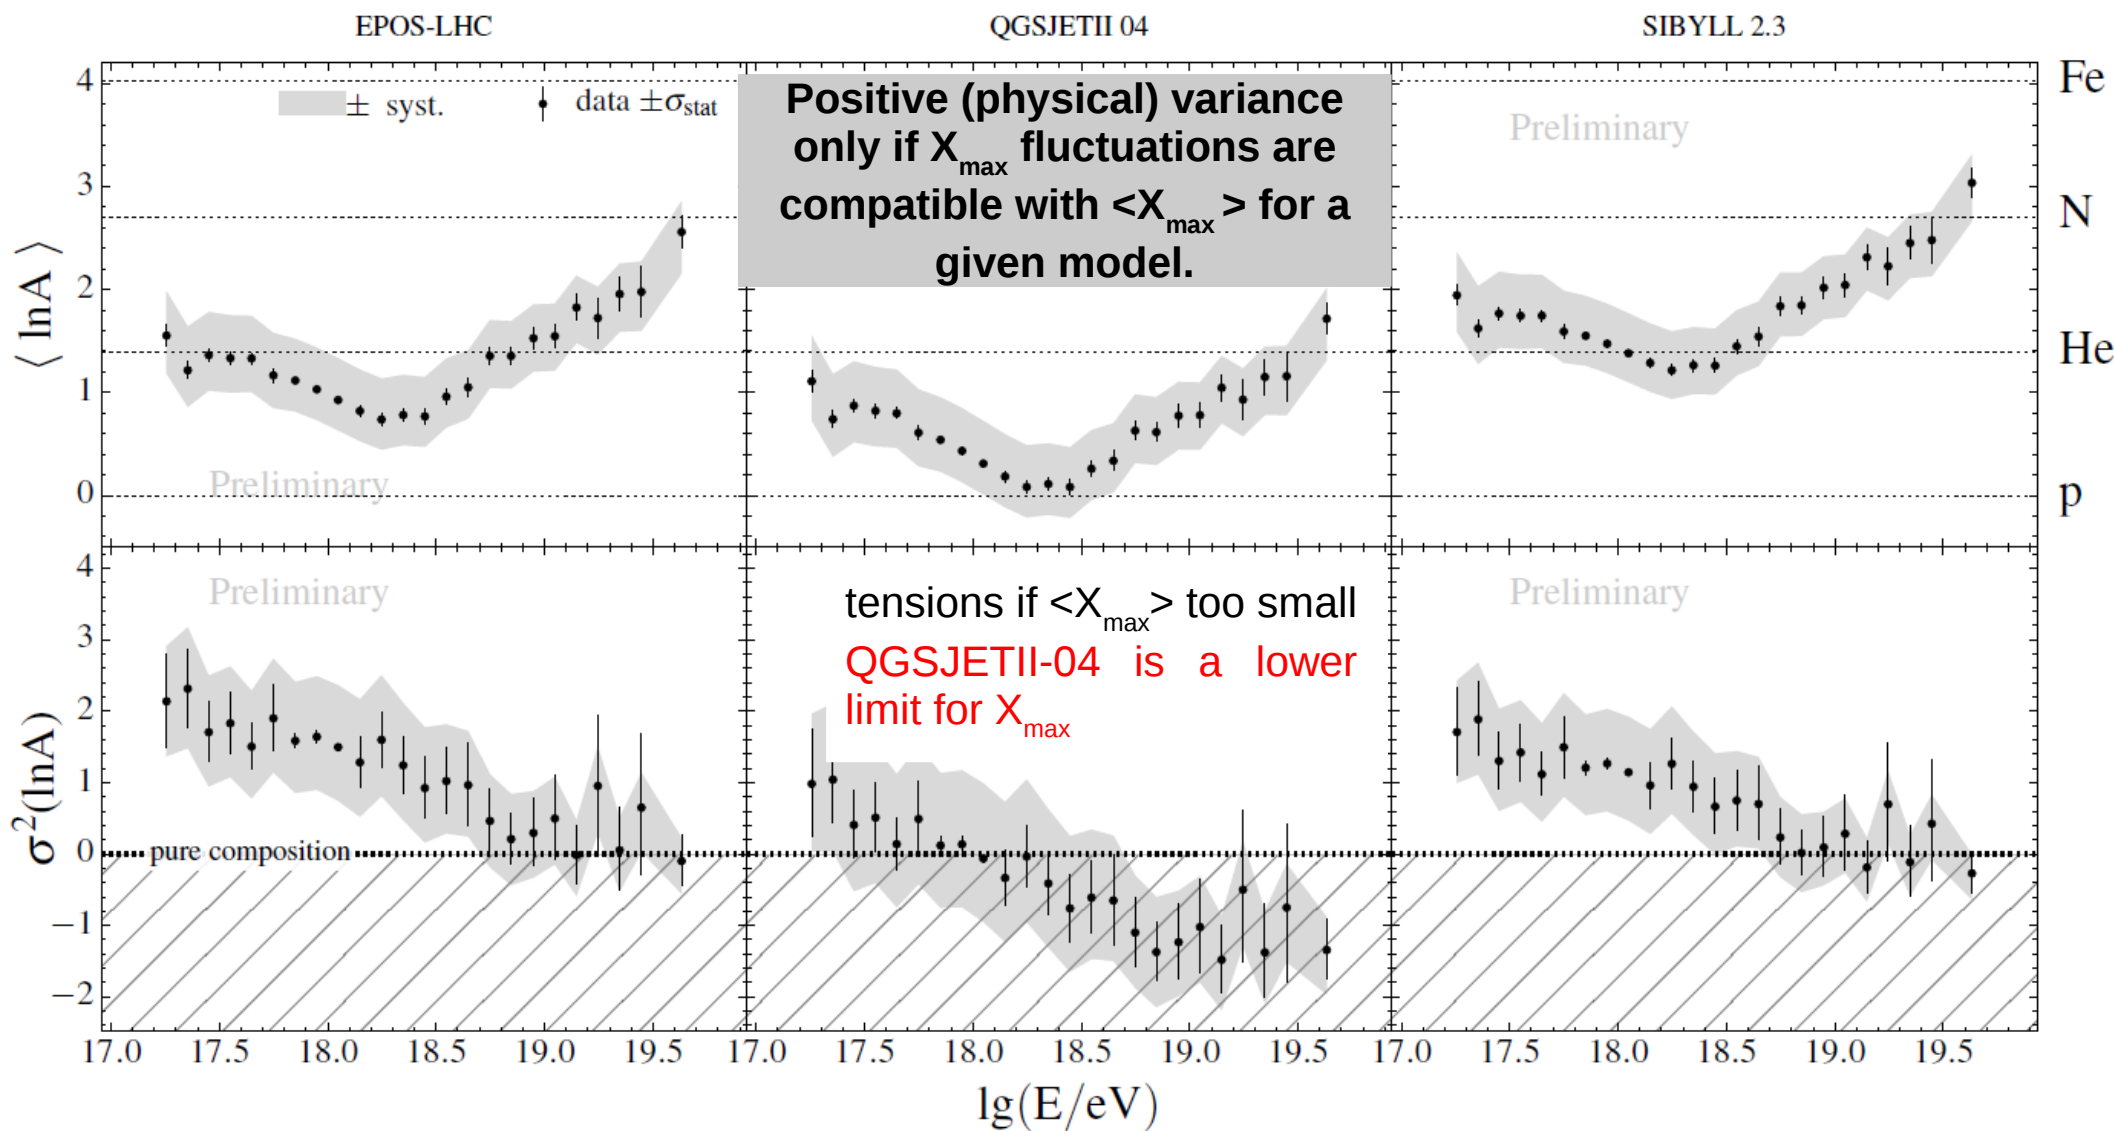 EPOS-LHC
QGSJETII 04
SIBYLL 2.3
4
3
2
1
0
⟨ lnA ⟩
± syst.
data ±σstat
Preliminary
Positive (physical) variance
only if Xmax fluctuations are
compatible with <Xmax > for a
given model.
Preliminary
Fe
N
He
p
4
3
2
1
0
−1
−2
σ²(lnA)
Preliminary
pure composition
tensions if <Xmax> too small
QGSJETII-04 is a lower
limit for Xmax
Preliminary
17.0 17.5 18.0 18.5 19.0 19.5 17.0 17.5 18.0 18.5 19.0 19.5 17.0 17.5 18.0 18.5 19.0 19.5
lg(E/eV)